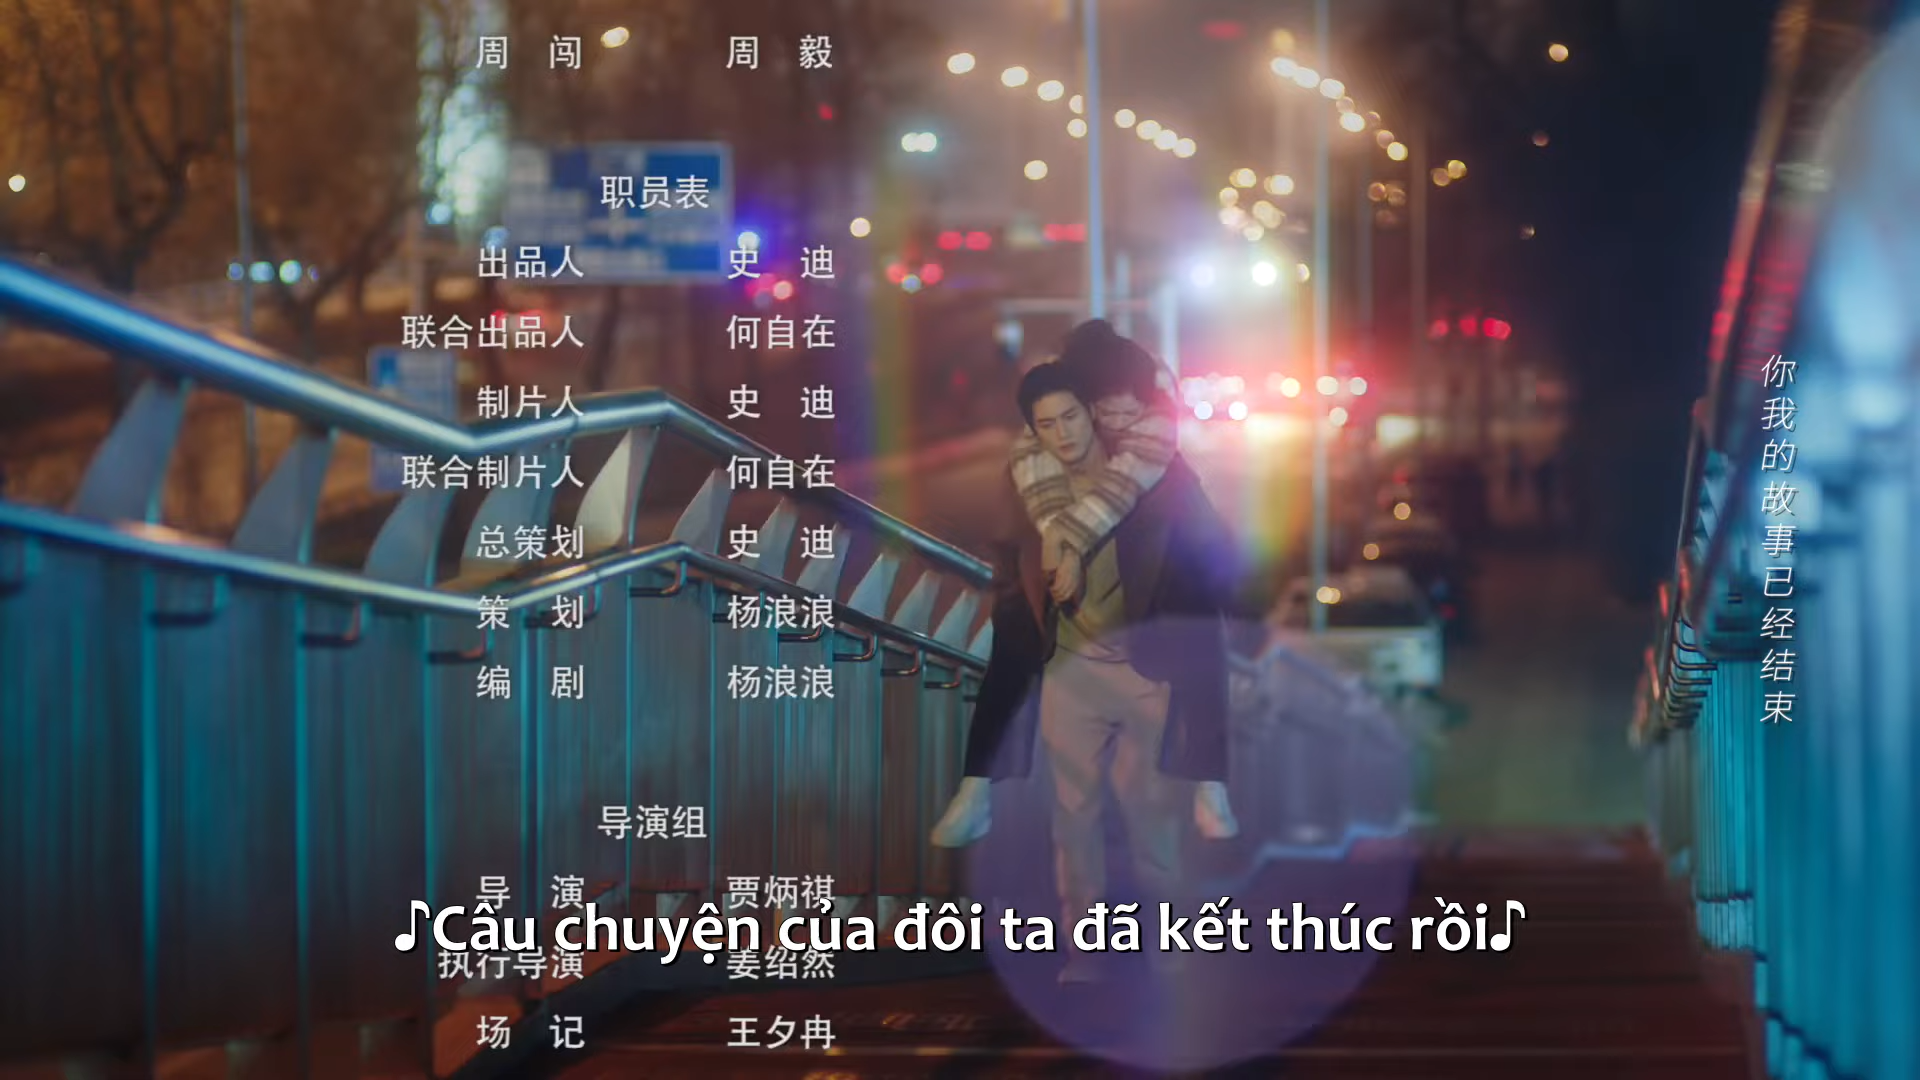 周 闯 周 毅
职员表
出品人 史 迪
联合出品人 何自在
制片人 史 迪
联合制片人 何自在
总策划 史 迪
策 划 杨浪浪
编 剧 杨浪浪
导演组
导 演 贾炳祺
♪Câu chuyện của đôi ta đã kết thúc rồi♪
执行导演 姜绍然
场 记 王夕冉
你我的故事已经结束